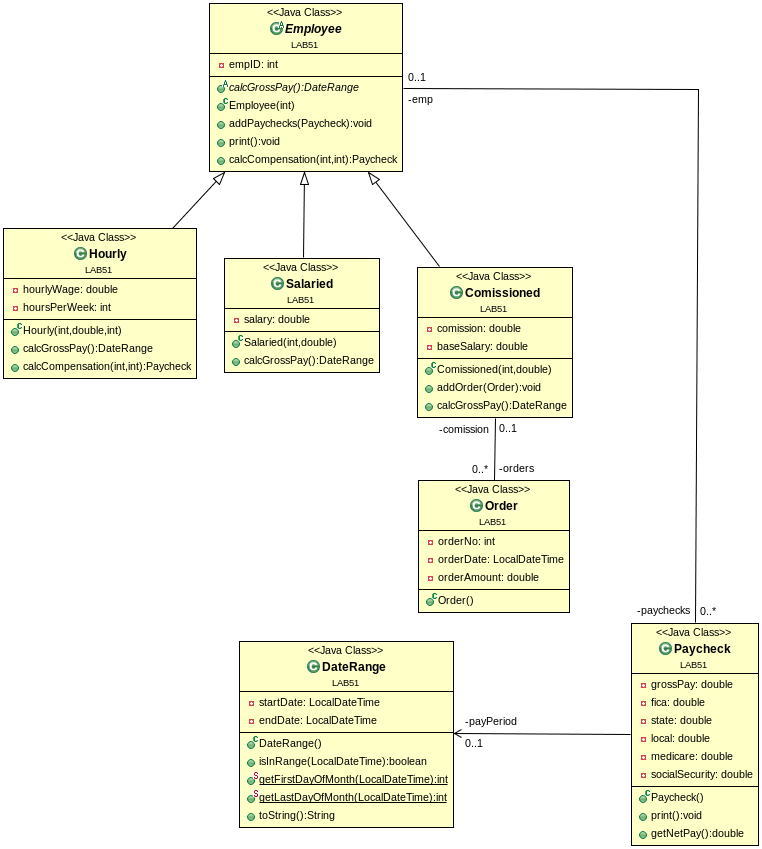 <<Java Class>>
Employee
LAB51
empID: int
calcGrossPay():DateRange
Employee(int)
addPaychecks(Paycheck):void
print():void
calcCompensation(int,int):Paycheck
0..1
-emp
<<Java Class>>
Hourly
LAB51
hourlyWage: double
hoursPerWeek: int
Hourly(int,double,int)
calcGrossPay():DateRange
calcCompensation(int,int):Paycheck
<<Java Class>>
Salaried
LAB51
salary: double
Salaried(int,double)
calcGrossPay():DateRange
<<Java Class>>
Comissioned
LAB51
comission: double
baseSalary: double
Comissioned(int,double)
addOrder(Order):void
calcGrossPay():DateRange
-comission 0..1
0..* -orders
<<Java Class>>
Order
LAB51
orderNo: int
orderDate: LocalDateTime
orderAmount: double
Order()
-paychecks 0..*
<<Java Class>>
DateRange
LAB51
startDate: LocalDateTime
endDate: LocalDateTime
DateRange()
isInRange(LocalDateTime):boolean
getFirstDayOfMonth(LocalDateTime):int
getLastDayOfMonth(LocalDateTime):int
toString():String
-payPeriod
0..1
<<Java Class>>
Paycheck
LAB51
grossPay: double
fica: double
state: double
local: double
medicare: double
socialSecurity: double
Paycheck()
print():void
getNetPay():double